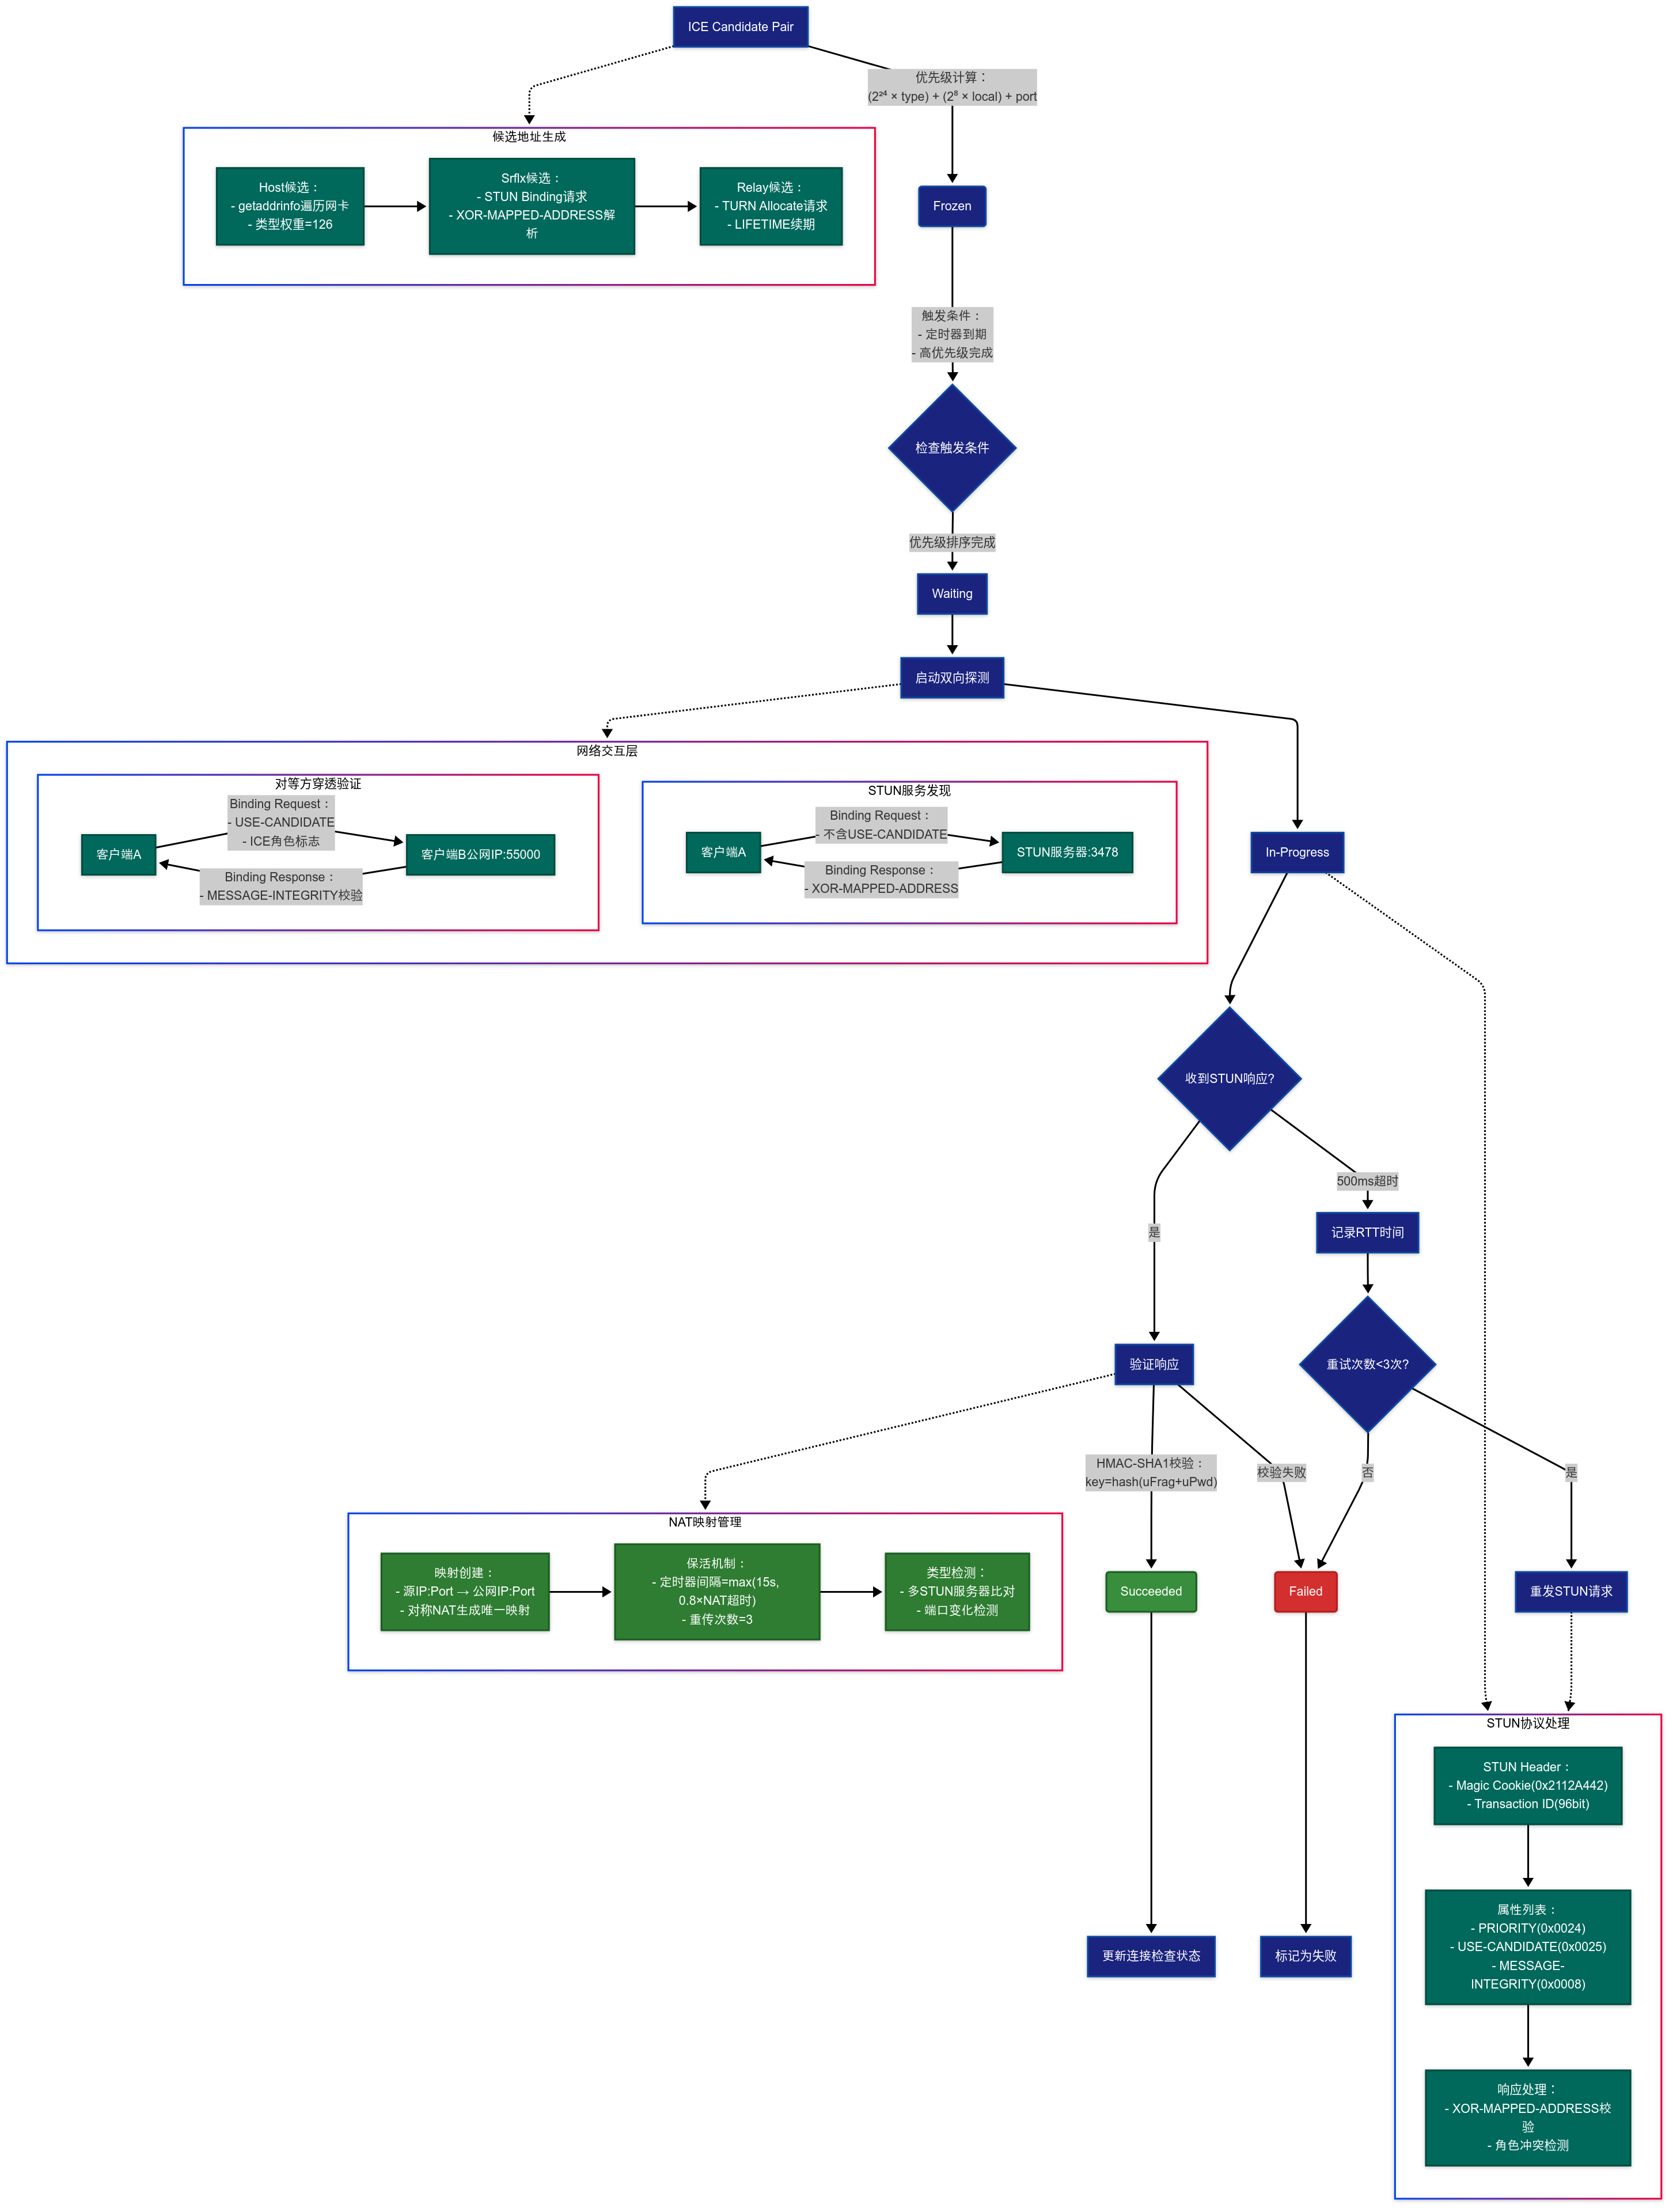 ICE Candidate Pair
优先级计算：
(2²⁴ × type) + (2⁸ × local) + port
候选地址生成
Host候选：
- getaddrinfo遍历网卡
- 类型权重=126
Srflx候选：
- STUN Binding请求
- XOR-MAPPED-ADDRESS解
析
Relay候选：
- TURN Allocate请求
- LIFETIME续期
Frozen
触发条件：
- 定时器到期
- 高优先级完成
检查触发条件
优先级排序完成
Waiting
启动双向探测
网络交互层
对等方穿透验证
Binding Request：
- USE-CANDIDATE
- ICE角色标志
客户端A
客户端B公网IP:55000
Binding Response：
- MESSAGE-INTEGRITY校验
STUN服务发现
Binding Request：
- 不含USE-CANDIDATE
客户端A
STUN服务器:3478
Binding Response：
- XOR-MAPPED-ADDRESS
In-Progress
收到STUN响应?
500ms超时
是
记录RTT时间
验证响应
重试次数<3次?
HMAC-SHA1校验：
key=hash(uFrag+uPwd)
校验失败
否
是
NAT映射管理
映射创建：
- 源IP:Port → 公网IP:Port
- 对称NAT生成唯一映射
保活机制：
- 定时器间隔=max(15s,
0.8×NAT超时)
- 重传次数=3
类型检测：
- 多STUN服务器比对
- 端口变化检测
Succeeded
Failed
重发STUN请求
STUN协议处理
STUN Header：
- Magic Cookie(0x2112A442)
- Transaction ID(96bit)
属性列表：
- PRIORITY(0x0024)
- USE-CANDIDATE(0x0025)
- MESSAGE-
INTEGRITY(0x0008)
更新连接检查状态
标记为失败
响应处理：
- XOR-MAPPED-ADDRESS校
验
- 角色冲突检测